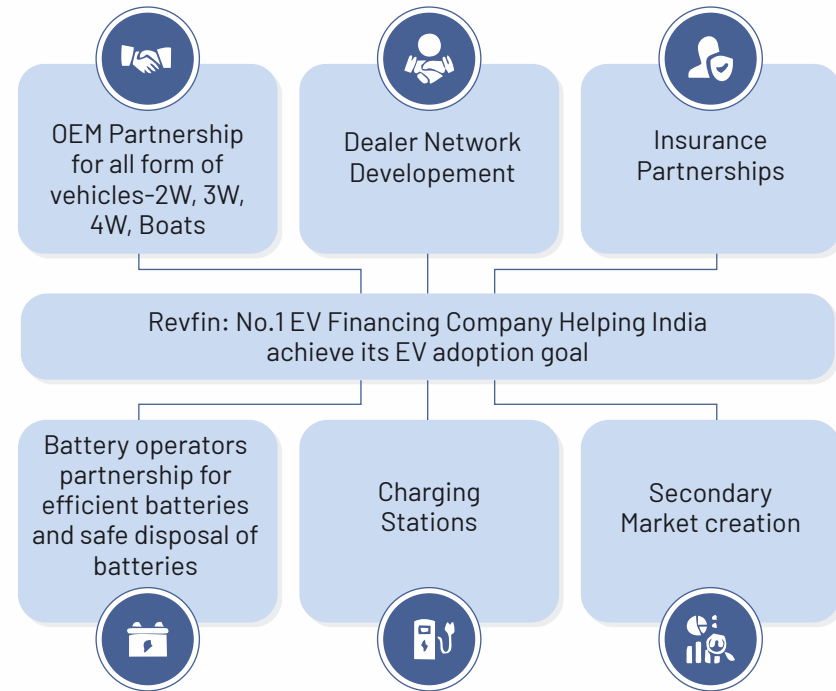 OEM Partnership
for all form of
vehicles-2W, 3W,
4W, Boats
Dealer Network
Developement
Insurance
Partnerships
Revfin: No.1 EV Financing Company Helping India
achieve its EV adoption goal
Battery operators
partnership for
efficient batteries
and safe disposal of
batteries
Charging
Stations
Secondary
Market creation